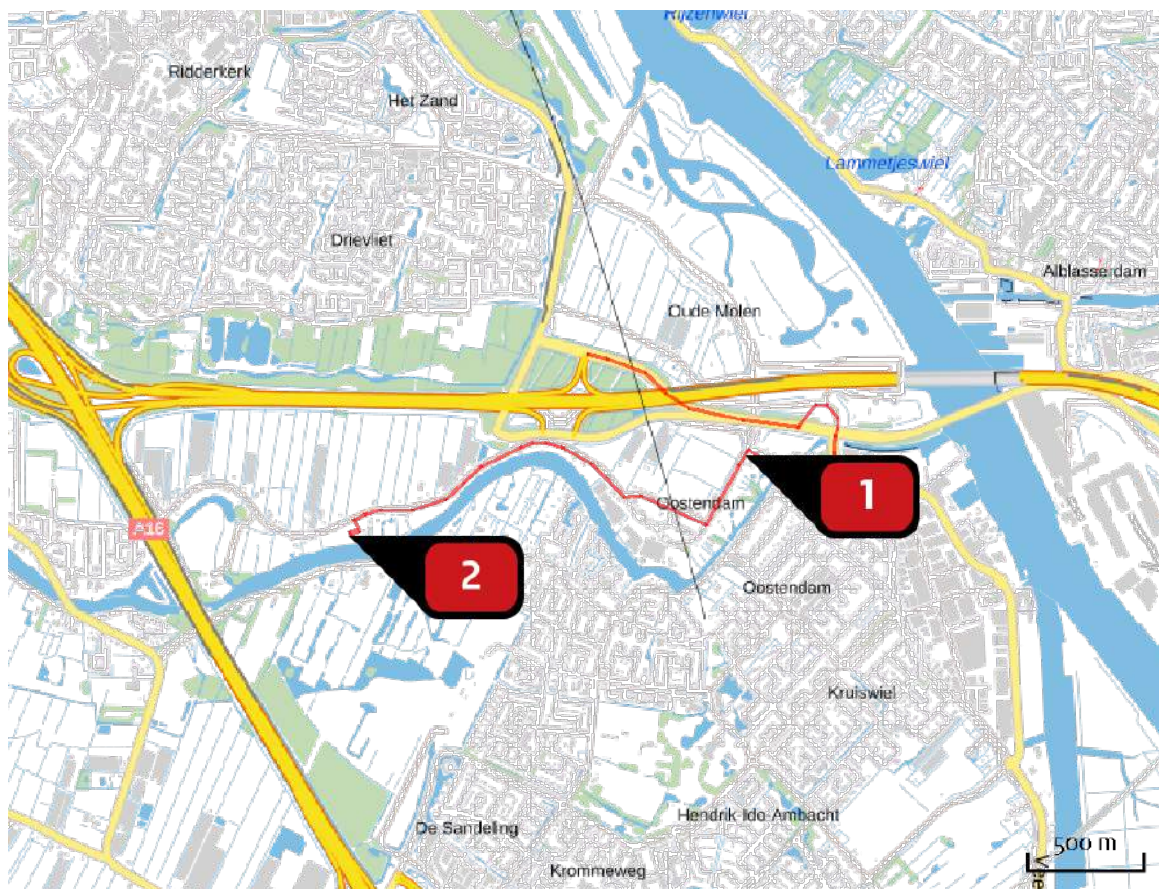 Rijzenwiel
Ridderkerk
Het Zand
Lammetjeswiel
Drievliet
Alblasserdam
Oude Molen
1
Oostendam
A16
2
Oostendam
Kruiswiel
Hendrik-Ido-Ambacht
De Sandeling
500 m
Krommeweg
Vee